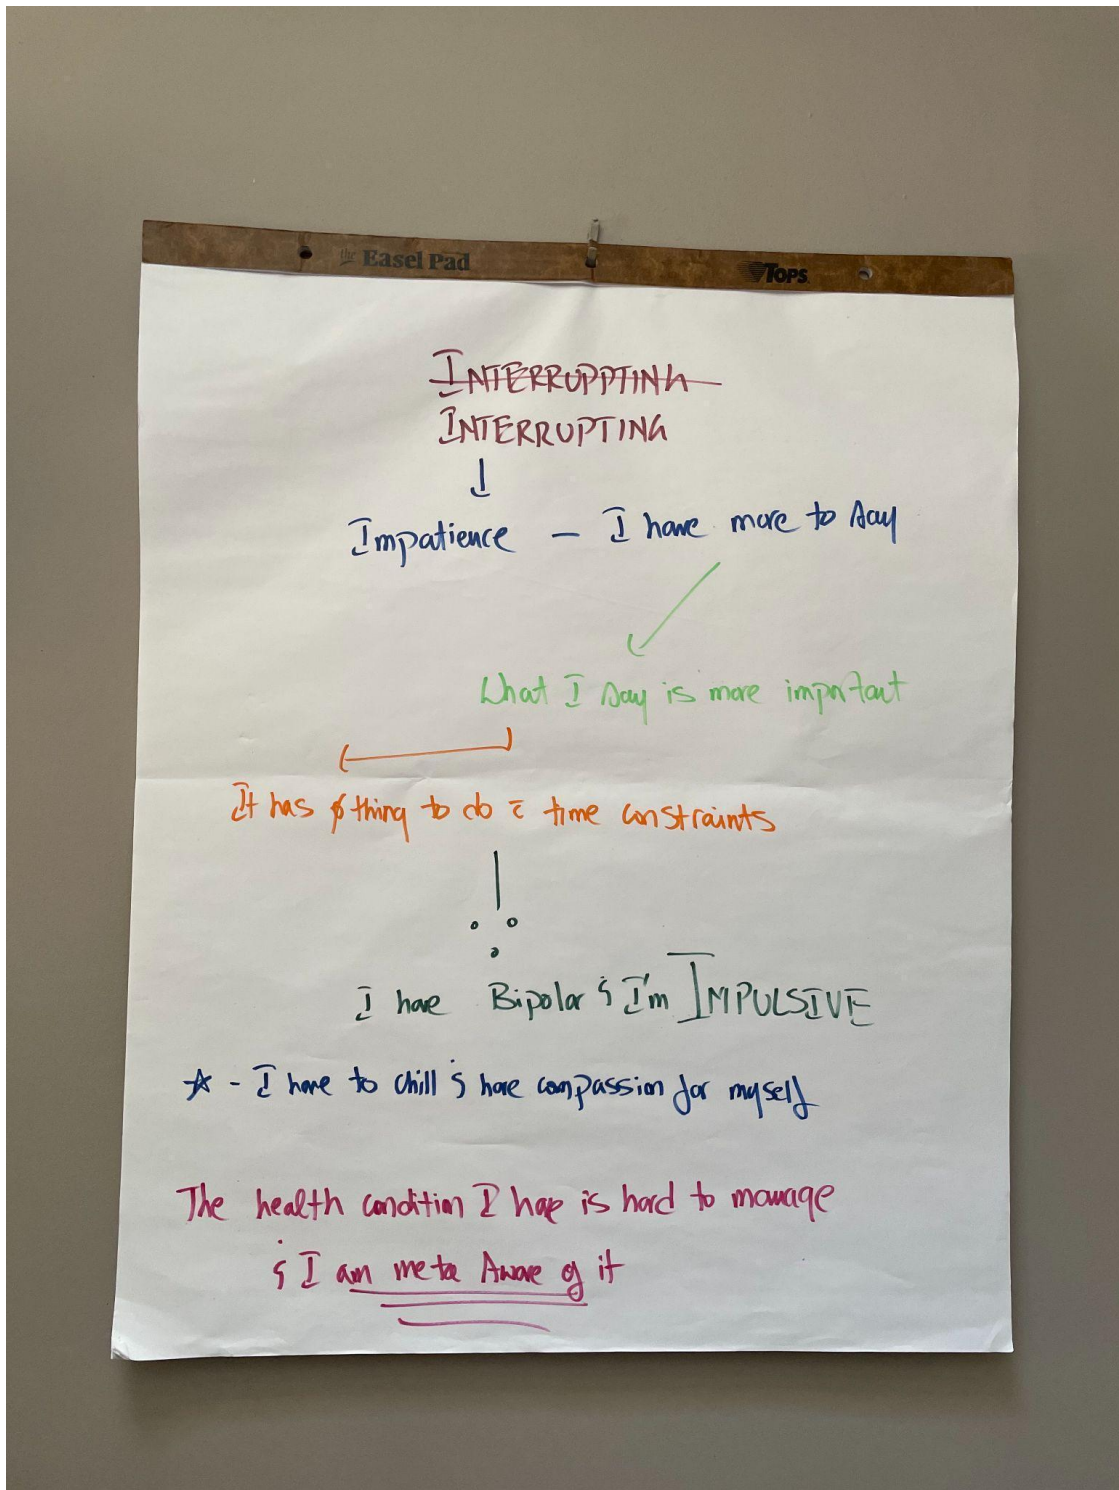 the Easel Pad TOPS
INTERRUPPTING
INTERRUPTING
Impatience - I have more to say
What I say is more important
It has ∅thing to do c̄ time constraints
I have Bipolar & I'm IMPULSIVE
☆ - I have to chill & have compassion for myself
The health condition I have is hard to manage
& I am meta Aware of it